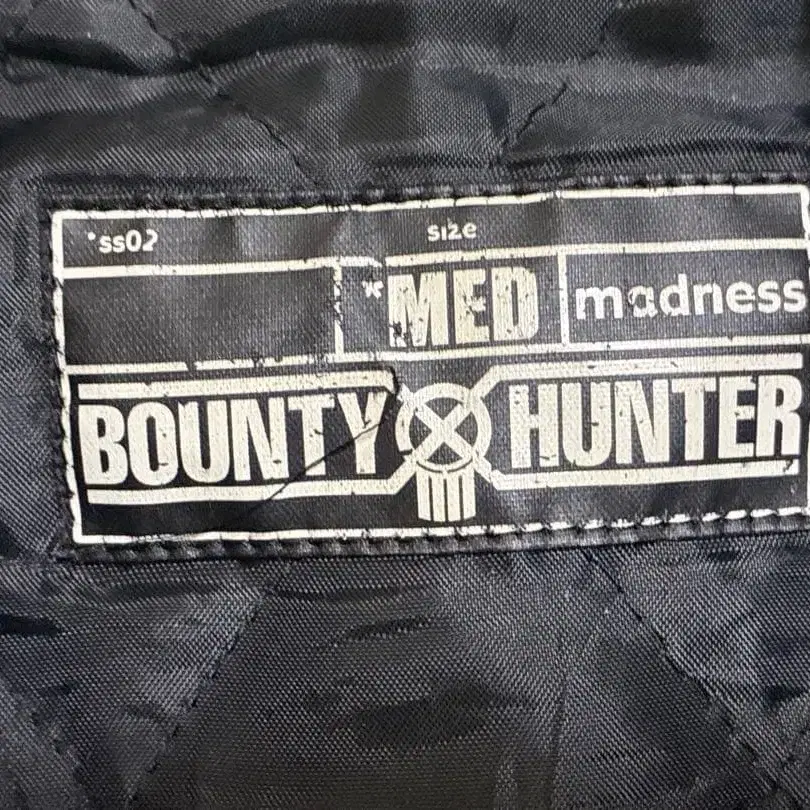 'ss02 size
*MED madness
BOUNTY HUNTER